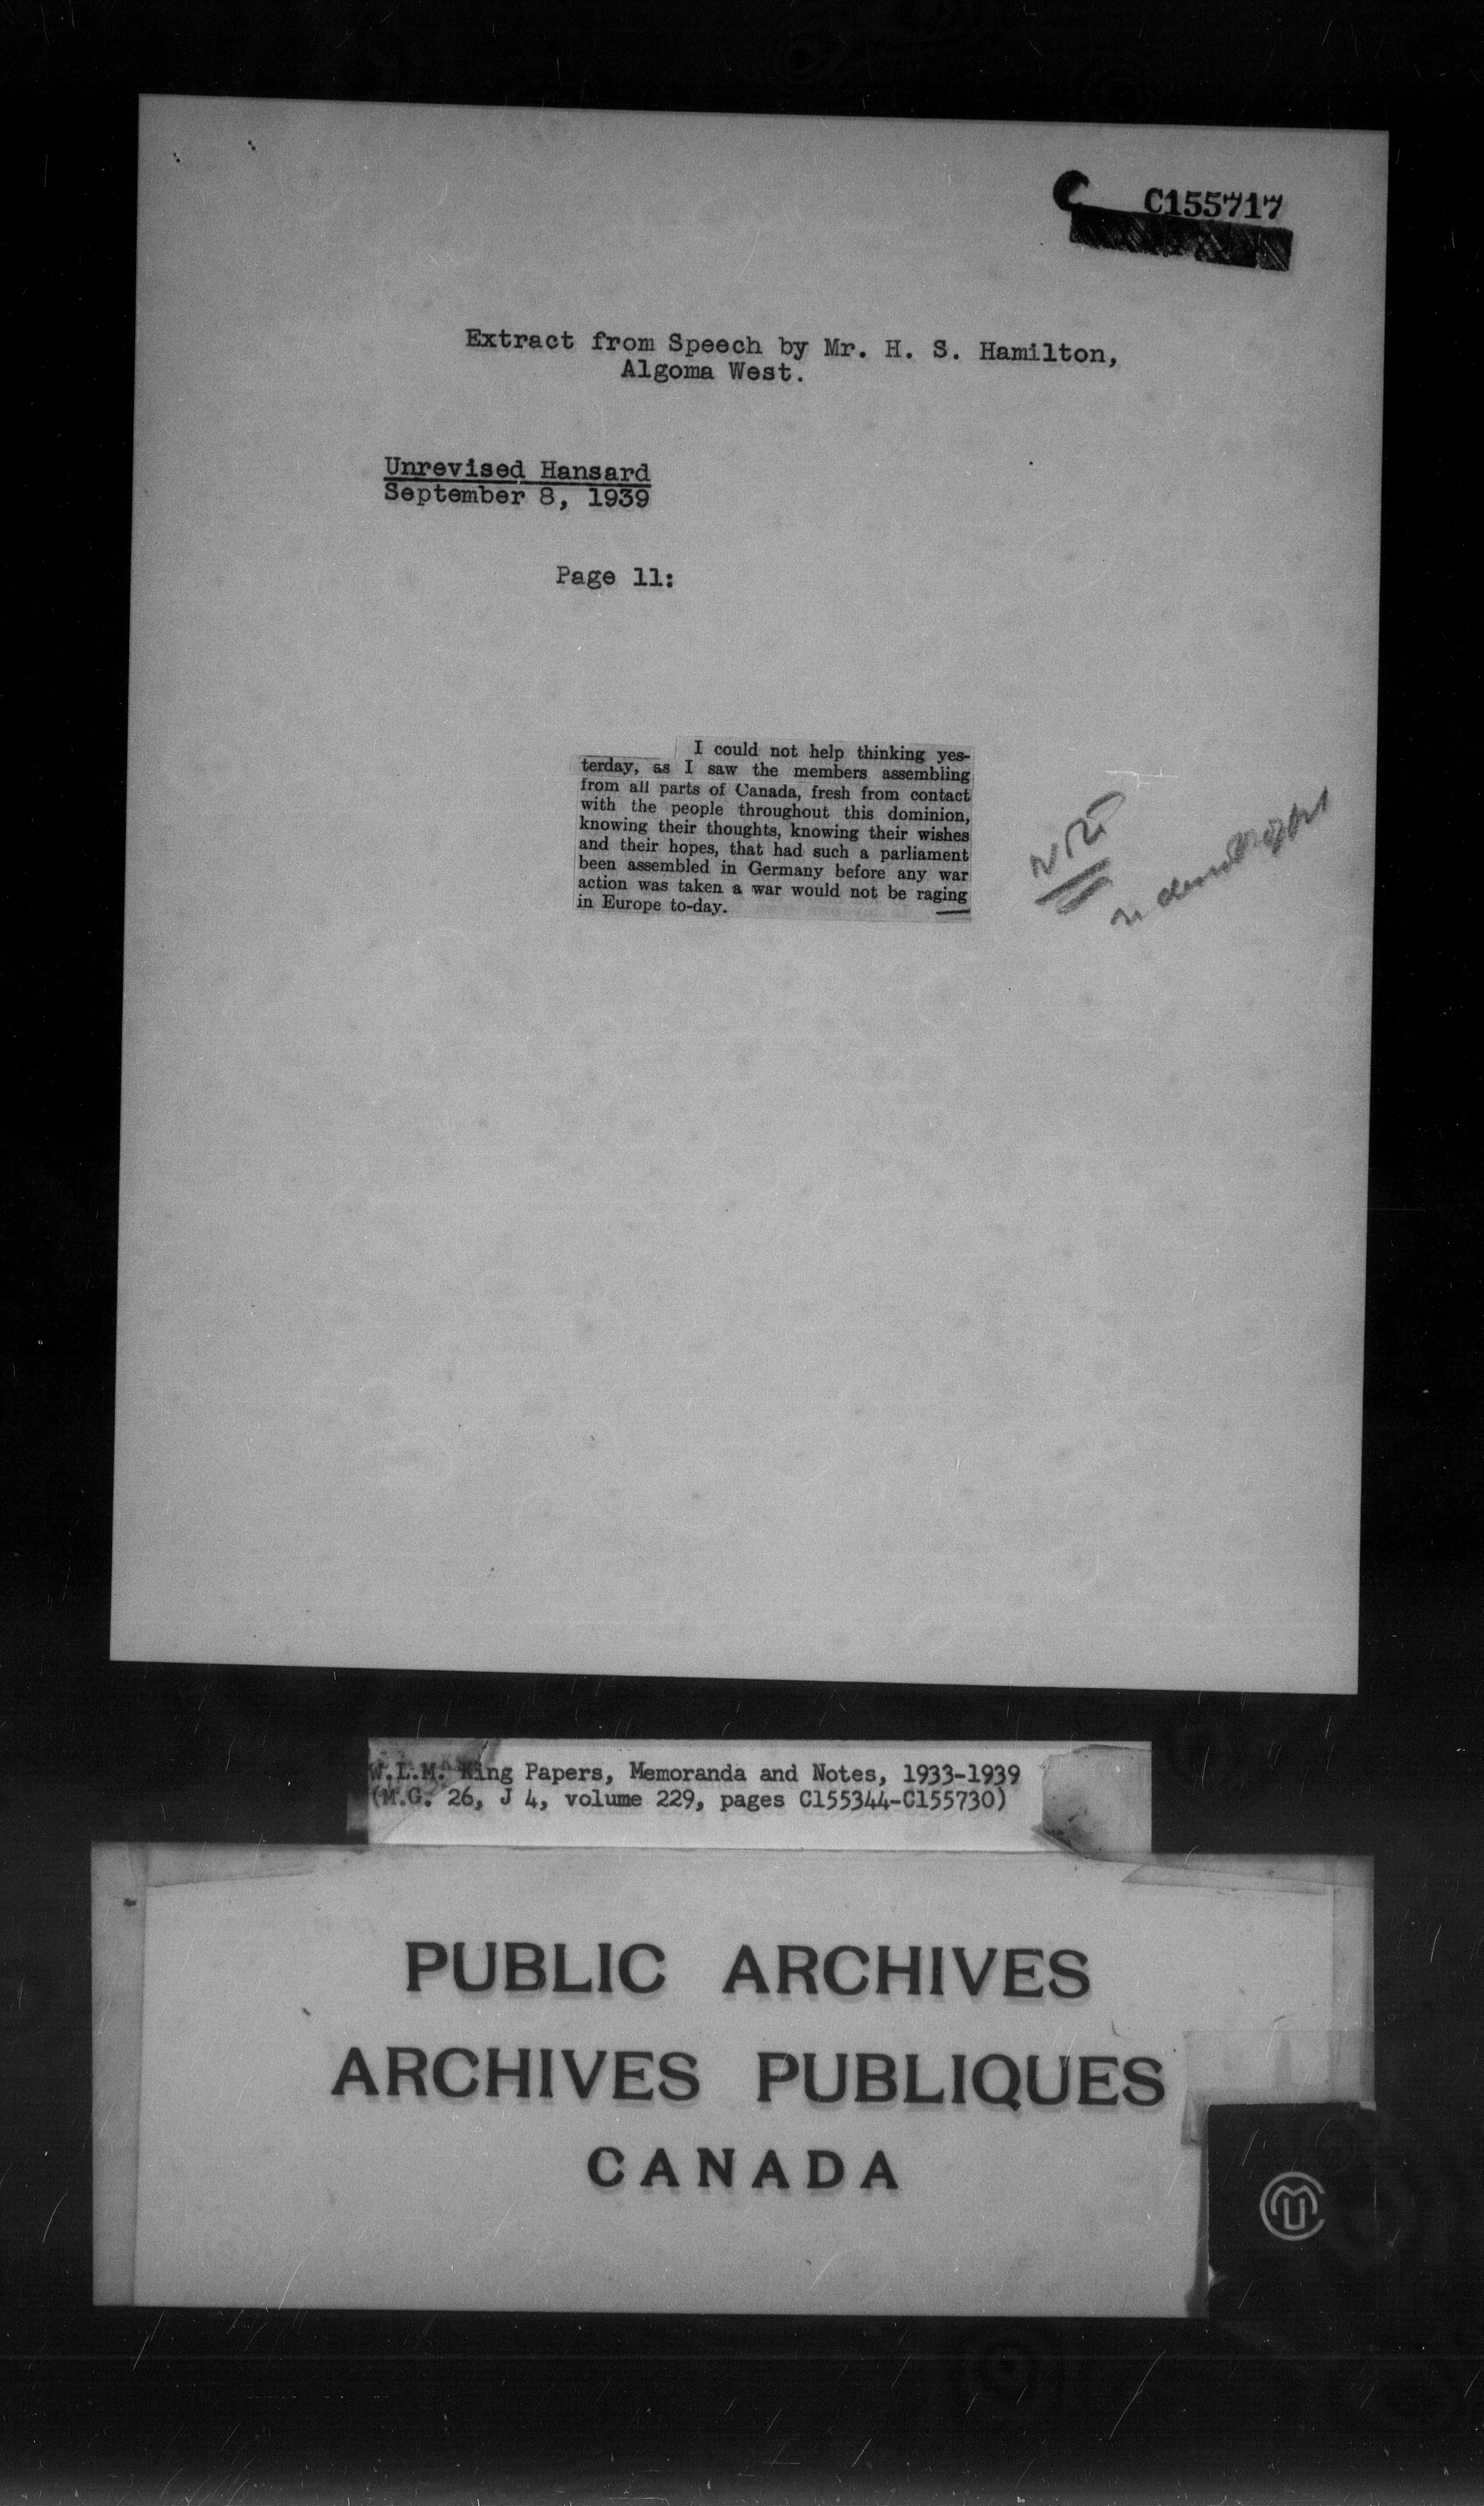 C155717
Extract from Speech by Mr. H. S. Hamilton,
Algoma West.
Unrevised Hansard
September 8, 1939
Page 11:
I could not help thinking yes-
terday, as I saw the members assembling
from all parts of Canada, fresh from contact
with the people throughout this dominion,
knowing their thoughts, knowing their wishes
and their hopes, that had such a parliament
been assembled in Germany before any war
action was taken a war would not be raging
in Europe to-day.
W.L.M. King Papers, Memoranda and Notes, 1933-1939
(M.G. 26, J 4, volume 229, pages C155344-C155730)
PUBLIC ARCHIVES
ARCHIVES PUBLIQUES
CANADA